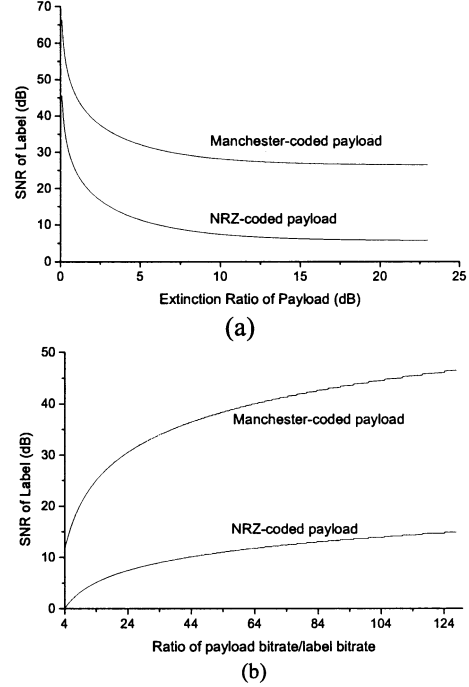 70
60
50
40
30
20
10
0
SNR of Label (dB)
Manchester-coded payload
NRZ-coded payload
0 5 10 15 20 25
Extinction Ratio of Payload (dB)
(a)
50
40
30
20
10
0
SNR of Label (dB)
Manchester-coded payload
NRZ-coded payload
4 24 44 64 84 104 124
Ratio of payload bitrate/label bitrate
(b)